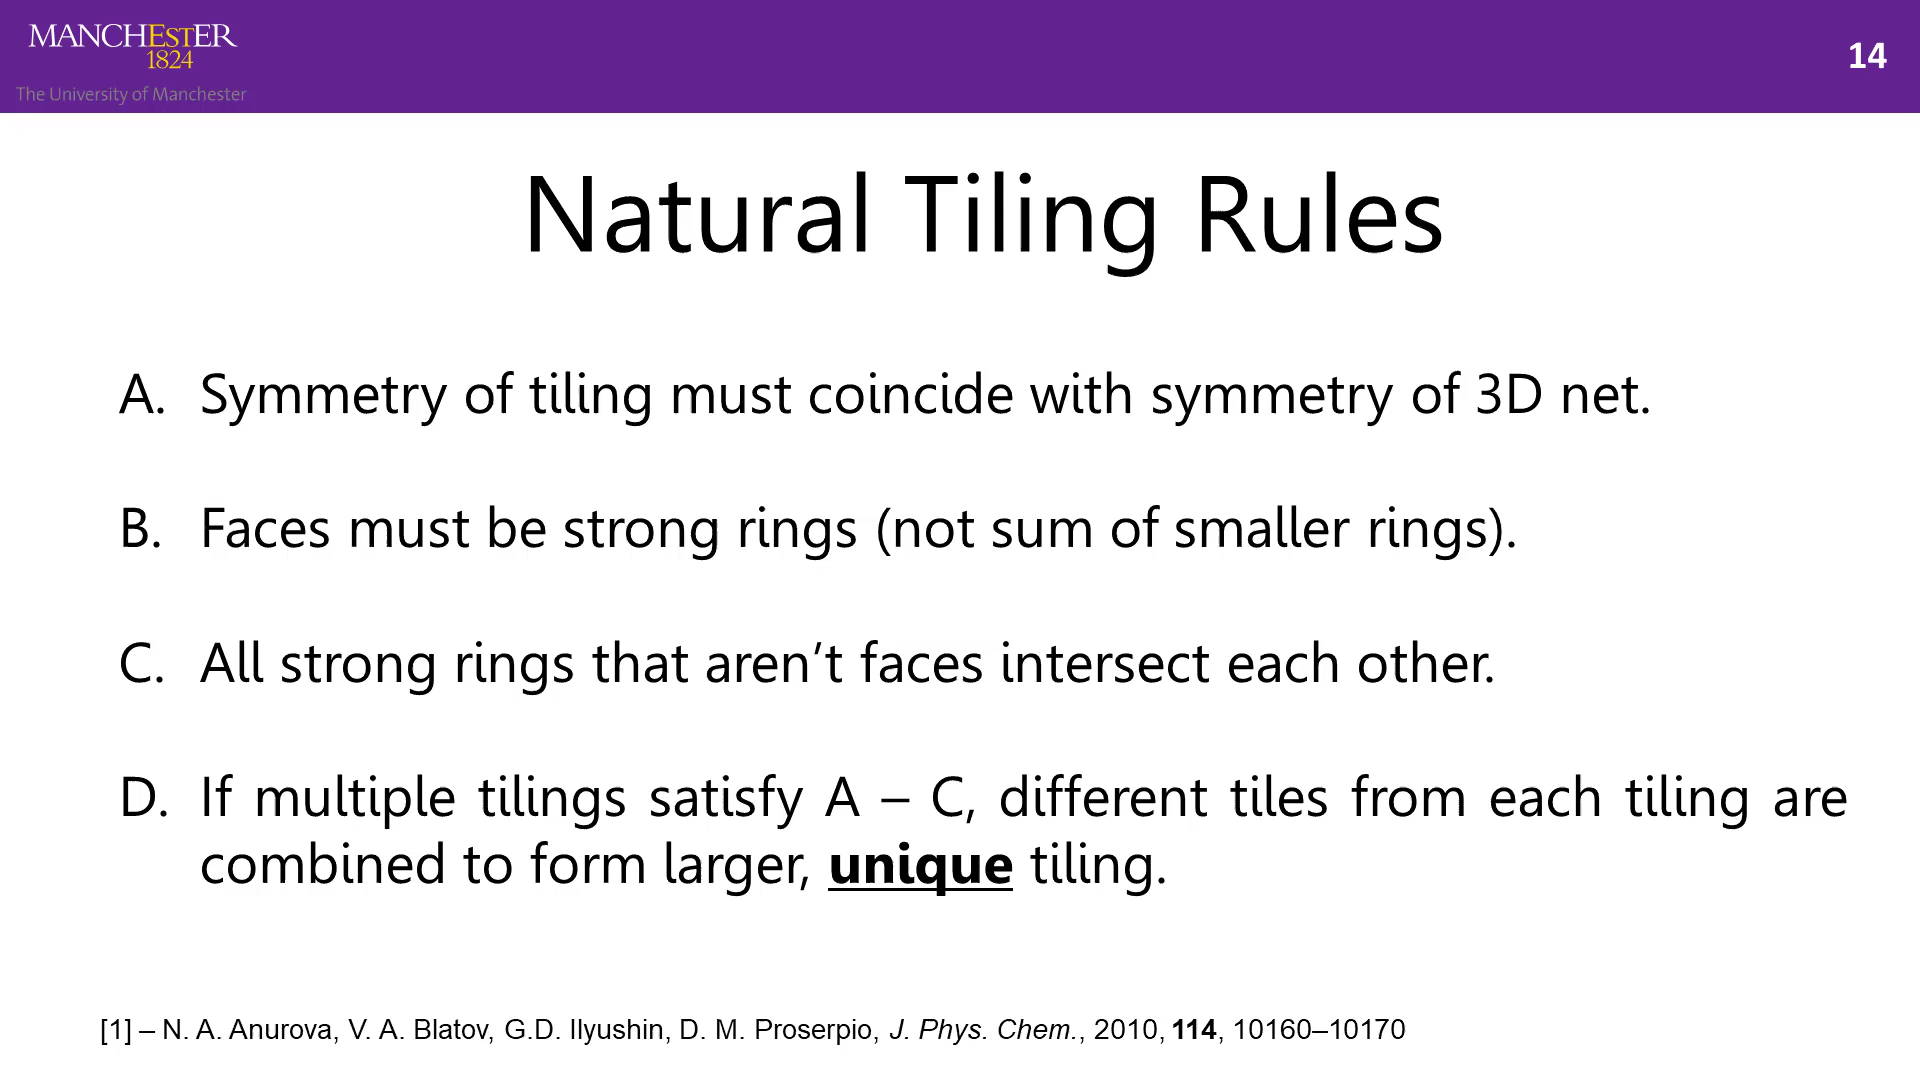 MANCHESTER
1824
The University of Manchester
14
Natural Tiling Rules
A. Symmetry of tiling must coincide with symmetry of 3D net.
B. Faces must be strong rings (not sum of smaller rings).
C. All strong rings that aren’t faces intersect each other.
D. If multiple tilings satisfy A – C, different tiles from each tiling are
combined to form larger, unique tiling.
[1] – N. A. Anurova, V. A. Blatov, G.D. Ilyushin, D. M. Proserpio, J. Phys. Chem., 2010, 114, 10160–10170